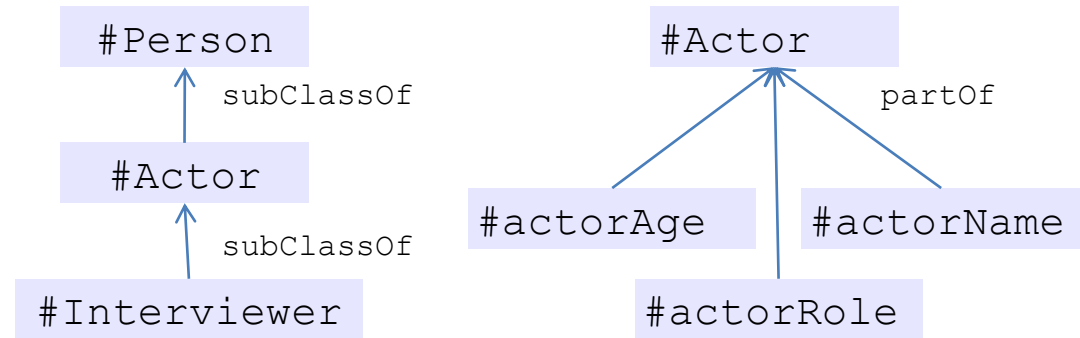 #Person
subClassOf
#Actor
subClassOf
#Interviewer
#Actor
partOf
#actorAge
#actorName
#actorRole